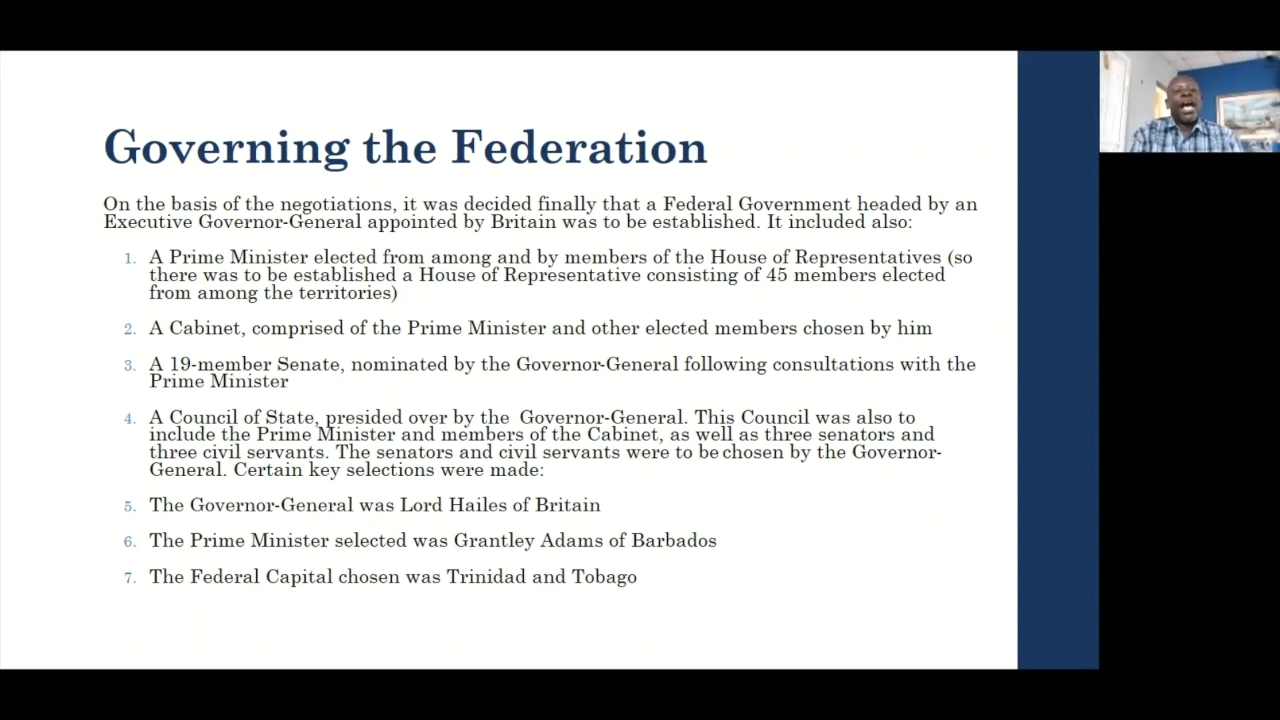 Governing the Federation
On the basis of the negotiations, it was decided finally that a Federal Government headed by an
Executive Governor-General appointed by Britain was to be established. It included also:
1. A Prime Minister elected from among and by members of the House of Representatives (so
there was to be established a House of Representative consisting of 45 members elected
from among the territories)
2. A Cabinet, comprised of the Prime Minister and other elected members chosen by him
3. A 19-member Senate, nominated by the Governor-General following consultations with the
Prime Minister
4. A Council of State, presided over by the Governor-General. This Council was also to
include the Prime Minister and members of the Cabinet, as well as three senators and
three civil servants. The senators and civil servants were to be chosen by the Governor-
General. Certain key selections were made:
5. The Governor-General was Lord Hailes of Britain
6. The Prime Minister selected was Grantley Adams of Barbados
7. The Federal Capital chosen was Trinidad and Tobago